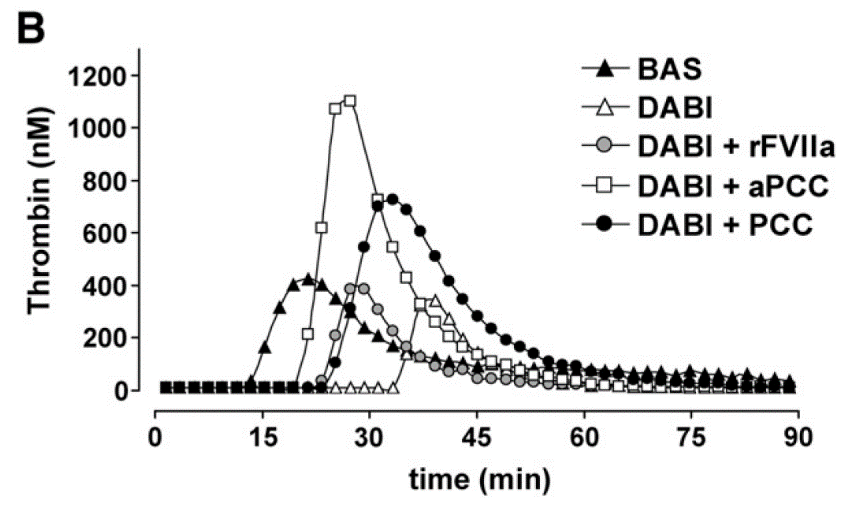 B
Thrombin (nM)
1200
1000
800
600
400
200
0
BAS
DABI
DABI + rFVIIa
DABI + aPCC
DABI + PCC
0 15 30 45 60 75 90
time (min)